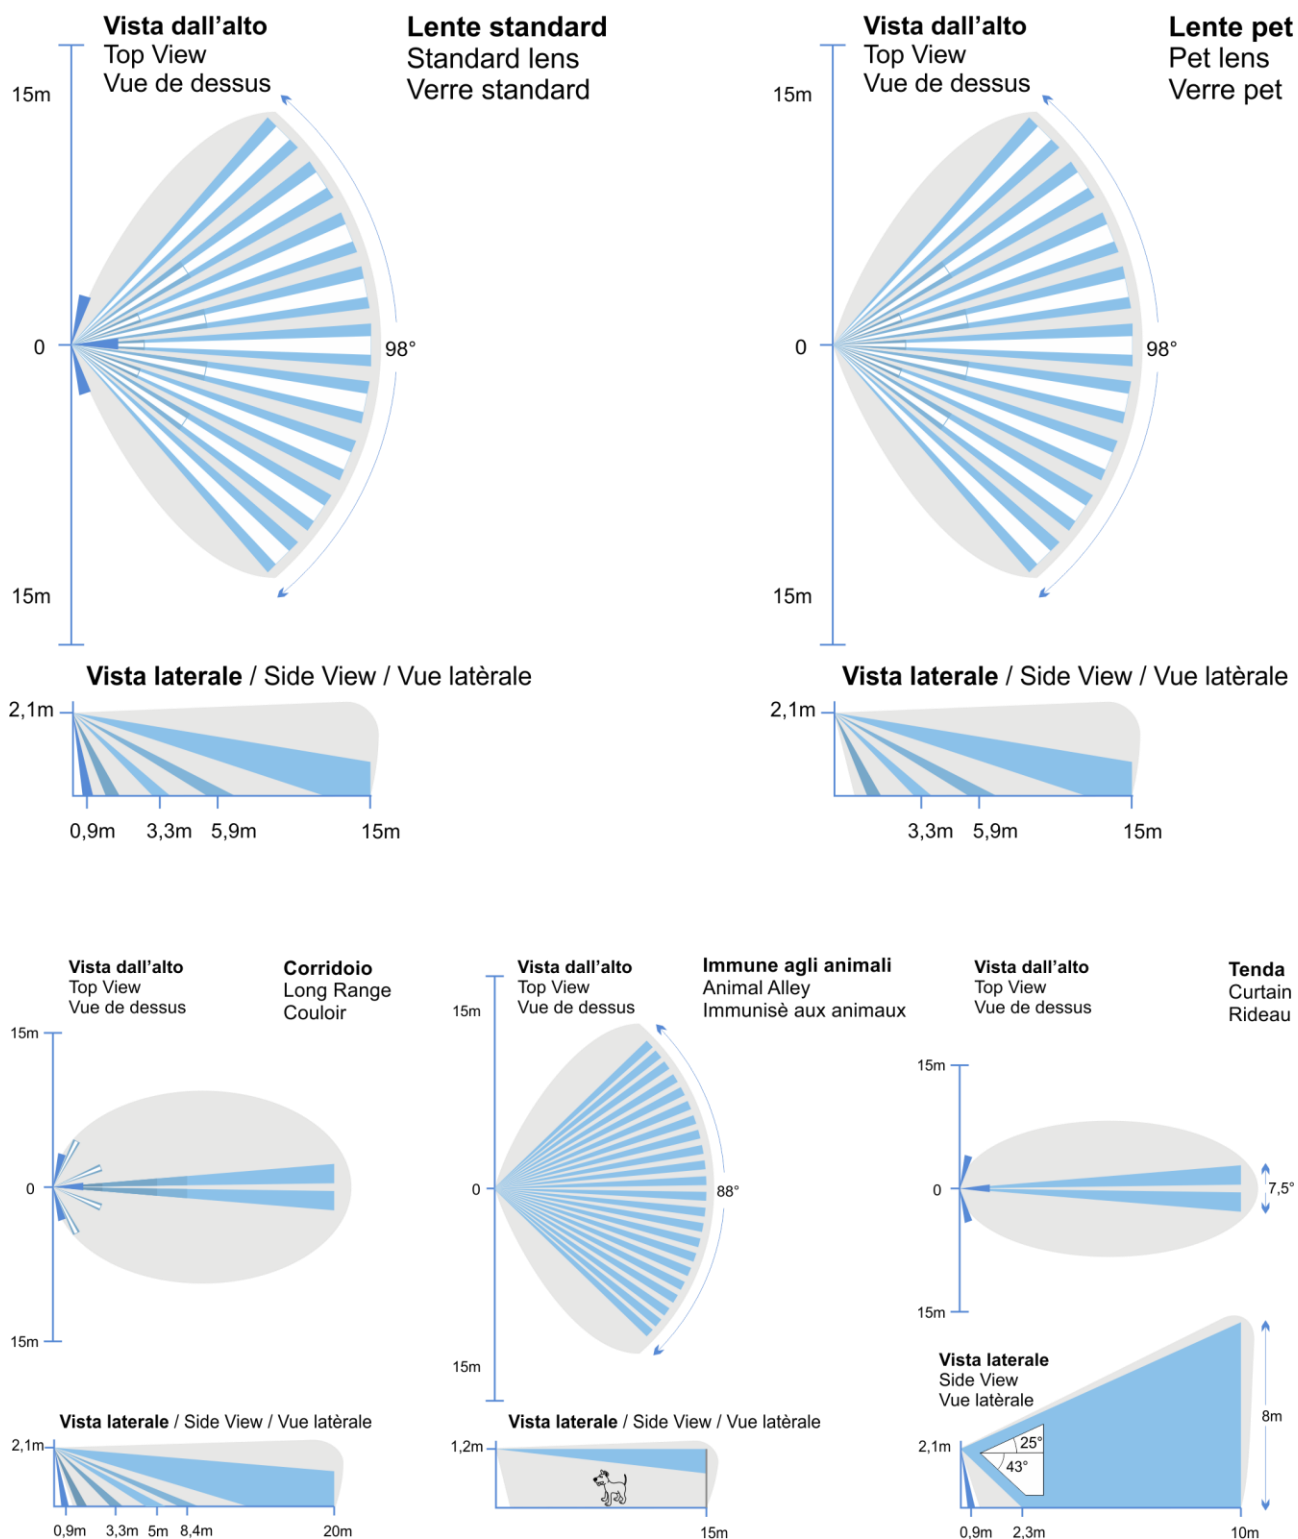 Vista dall'alto
Top View
Vue de dessus
Lente standard
Standard lens
Verre standard
15m
0
15m
98°
Vista laterale / Side View / Vue latèrale
2,1m
0,9m 3,3m 5,9m 15m
Vista dall'alto
Top View
Vue de dessus
Lente pet
Pet lens
Verre pet
15m
0
15m
98°
Vista laterale / Side View / Vue latèrale
2,1m
3,3m 5,9m 15m
Vista dall'alto
Top View
Vue de dessus
Corridoio
Long Range
Couloir
15m
0
15m
Vista laterale / Side View / Vue latèrale
2,1m
0,9m 3,3m 5m 8,4m 20m
Vista dall'alto
Top View
Vue de dessus
Immune agli animali
Animal Alley
Immunisè aux animaux
15m
0
88°
15m
Vista laterale / Side View / Vue latèrale
1,2m
15m
Vista dall'alto
Top View
Vue de dessus
Tenda
Curtain
Rideau
15m
0
7,5°
15m
Vista laterale
Side View
Vue latèrale
2,1m
25°
43°
8m
0,9m 2,3m 10m